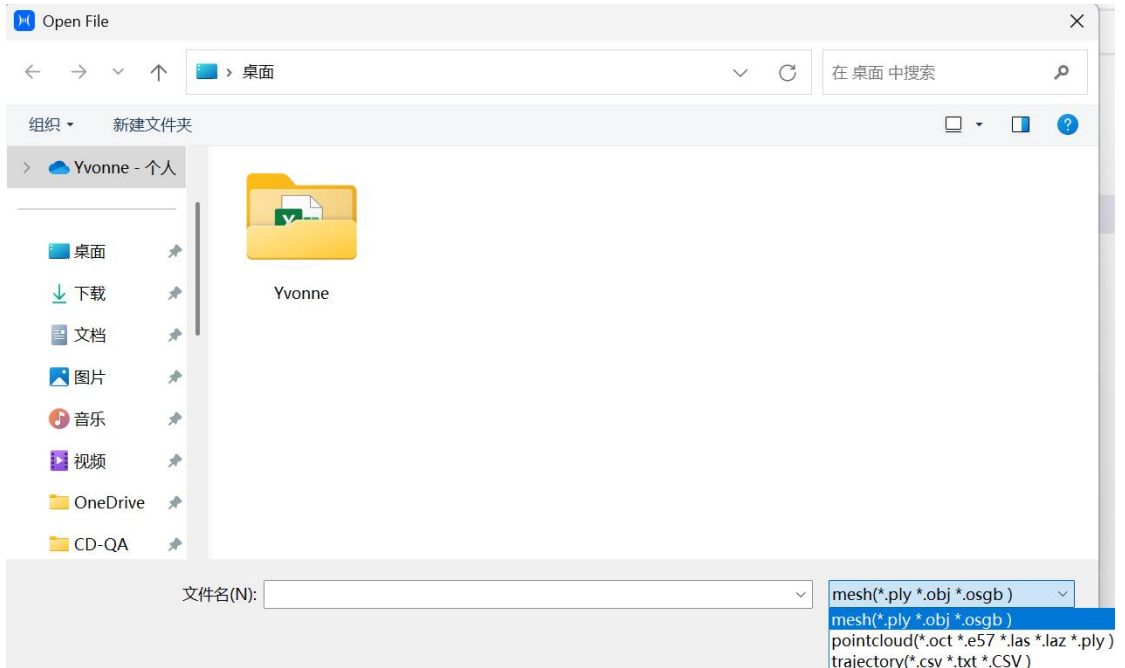 Open File
桌面
在 桌面 中搜索
组织
新建文件夹
Yvonne - 个人
桌面
下载
文档
图片
音乐
视频
OneDrive
CD-QA
Yvonne
文件名(N):
mesh(*.ply *.obj *.osgb )
mesh(*.ply *.obj *.osgb )
pointcloud(*.oct *.e57 *.las *.laz *.ply )
trajectory(*.csv *.txt *.CSV )